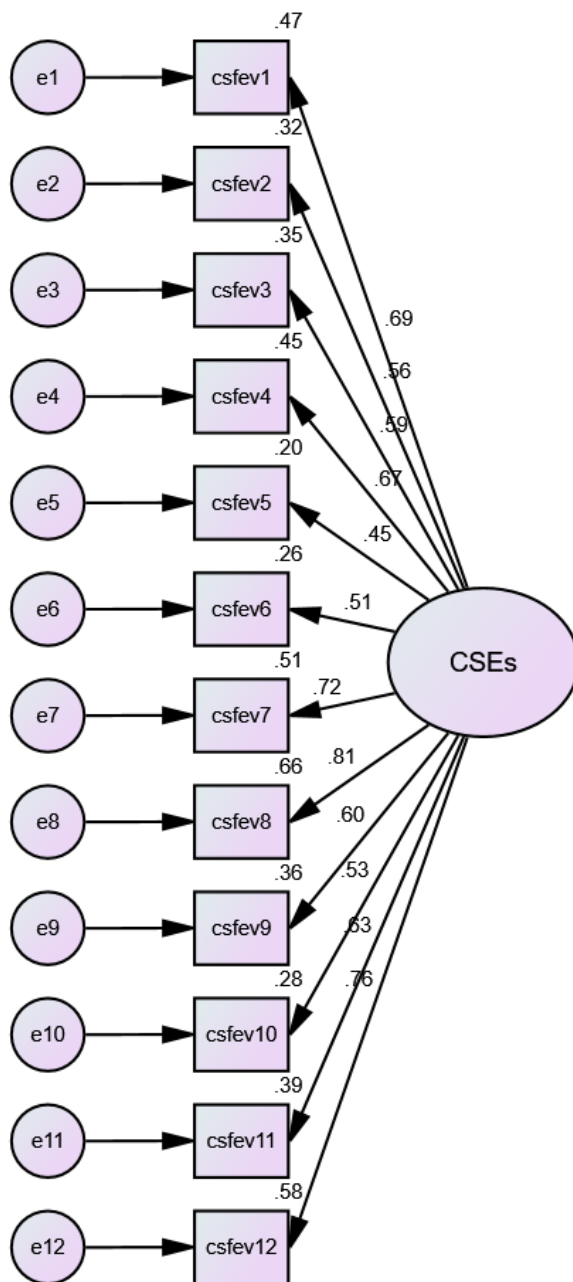 .47
e1 csfev1
.32
e2 csfev2
.35
e3 csfev3
.69
.45
.56
e4 csfev4
.59
.20
.67
e5 csfev5
.45
.26
e6 csfev6 .51
.51
CSEs
.72
e7 csfev7
.66 .81
e8 csfev8 .60
.36 .53
e9 csfev9 .63
.28 .76
e10 csfev10
.39
e11 csfev11
.58
e12 csfev12